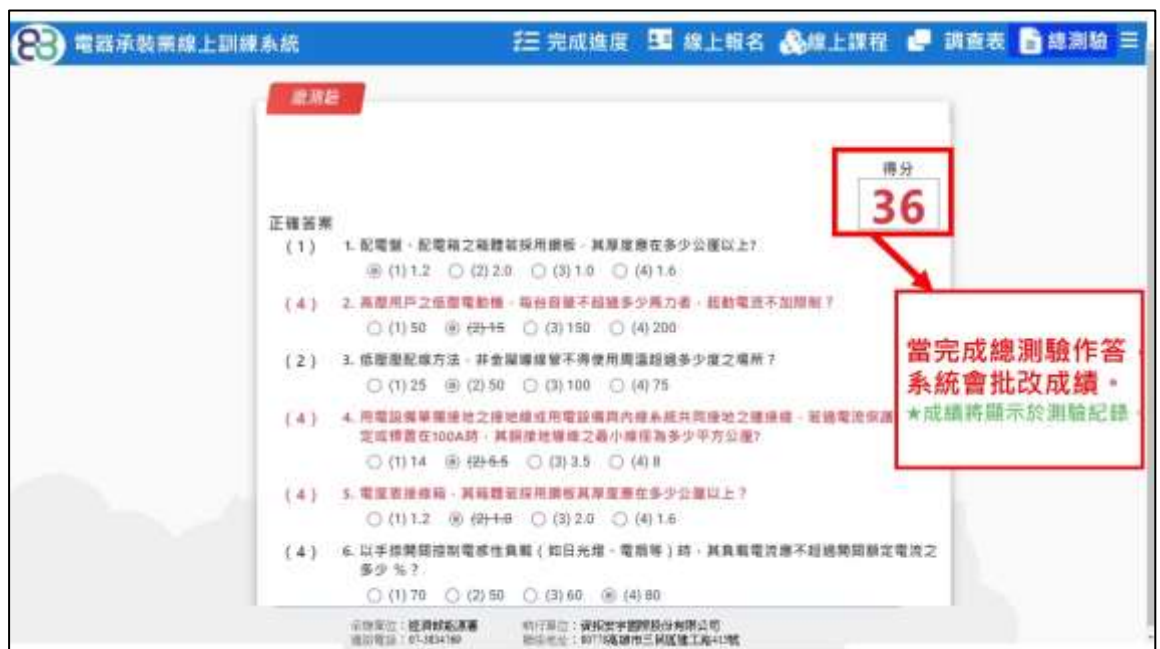 電器承裝業線上訓練系統
完成進度 線上報名 線上課程 調查表 總測驗
總測驗
得分
36
正確答案
(1) 1. 配電盤、配電箱之箱體若採用鋼板，其厚度應在多少公厘以上?
(1) 1.2 (2) 2.0 (3) 1.0 (4) 1.6
(4) 2. 高壓用戶之低壓電動機，每台容量不超過多少馬力者，起動電流不加限制？
(1) 50 (2) 15 (3) 150 (4) 200
(2) 3. 低壓配線方法，非金屬導線管不得使用周溫超過多少度之場所？
(1) 25 (2) 50 (3) 100 (4) 75
(4) 4. 用電設備單獨接地之接地線或用電設備與內線系統共同接地之連接線，若過電流保護
定或標置在100A時，其銅接地導線之最小線徑為多少平方公厘?
(1) 14 (2) 5.5 (3) 3.5 (4) 8
(4) 5. 電度表接線箱，其箱體若採用鋼板其厚度應在多少公厘以上？
(1) 1.2 (2) 1.0 (3) 2.0 (4) 1.6
(4) 6. 以手捺開關控制電感性負載（如日光燈、電扇等）時，其負載電流應不超過開關額定電流之
多少 %？
(1) 70 (2) 50 (3) 60 (4) 80
當完成總測驗作答，
系統會批改成績。
★成績將顯示於測驗紀錄。
經濟部能源署